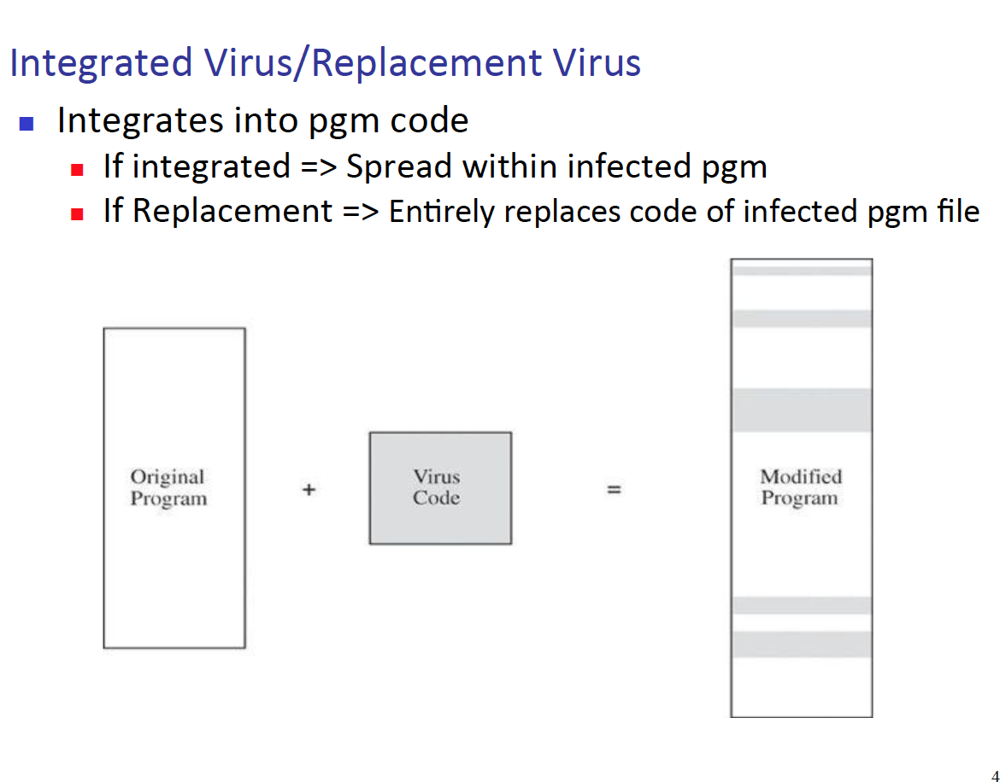 Integrated Virus/Replacement Virus
Integrates into pgm code
If integrated => Spread within infected pgm
If Replacement => Entirely replaces code of infected pgm file
Original
Program
+
Virus
Code
=
Modified
Program
4